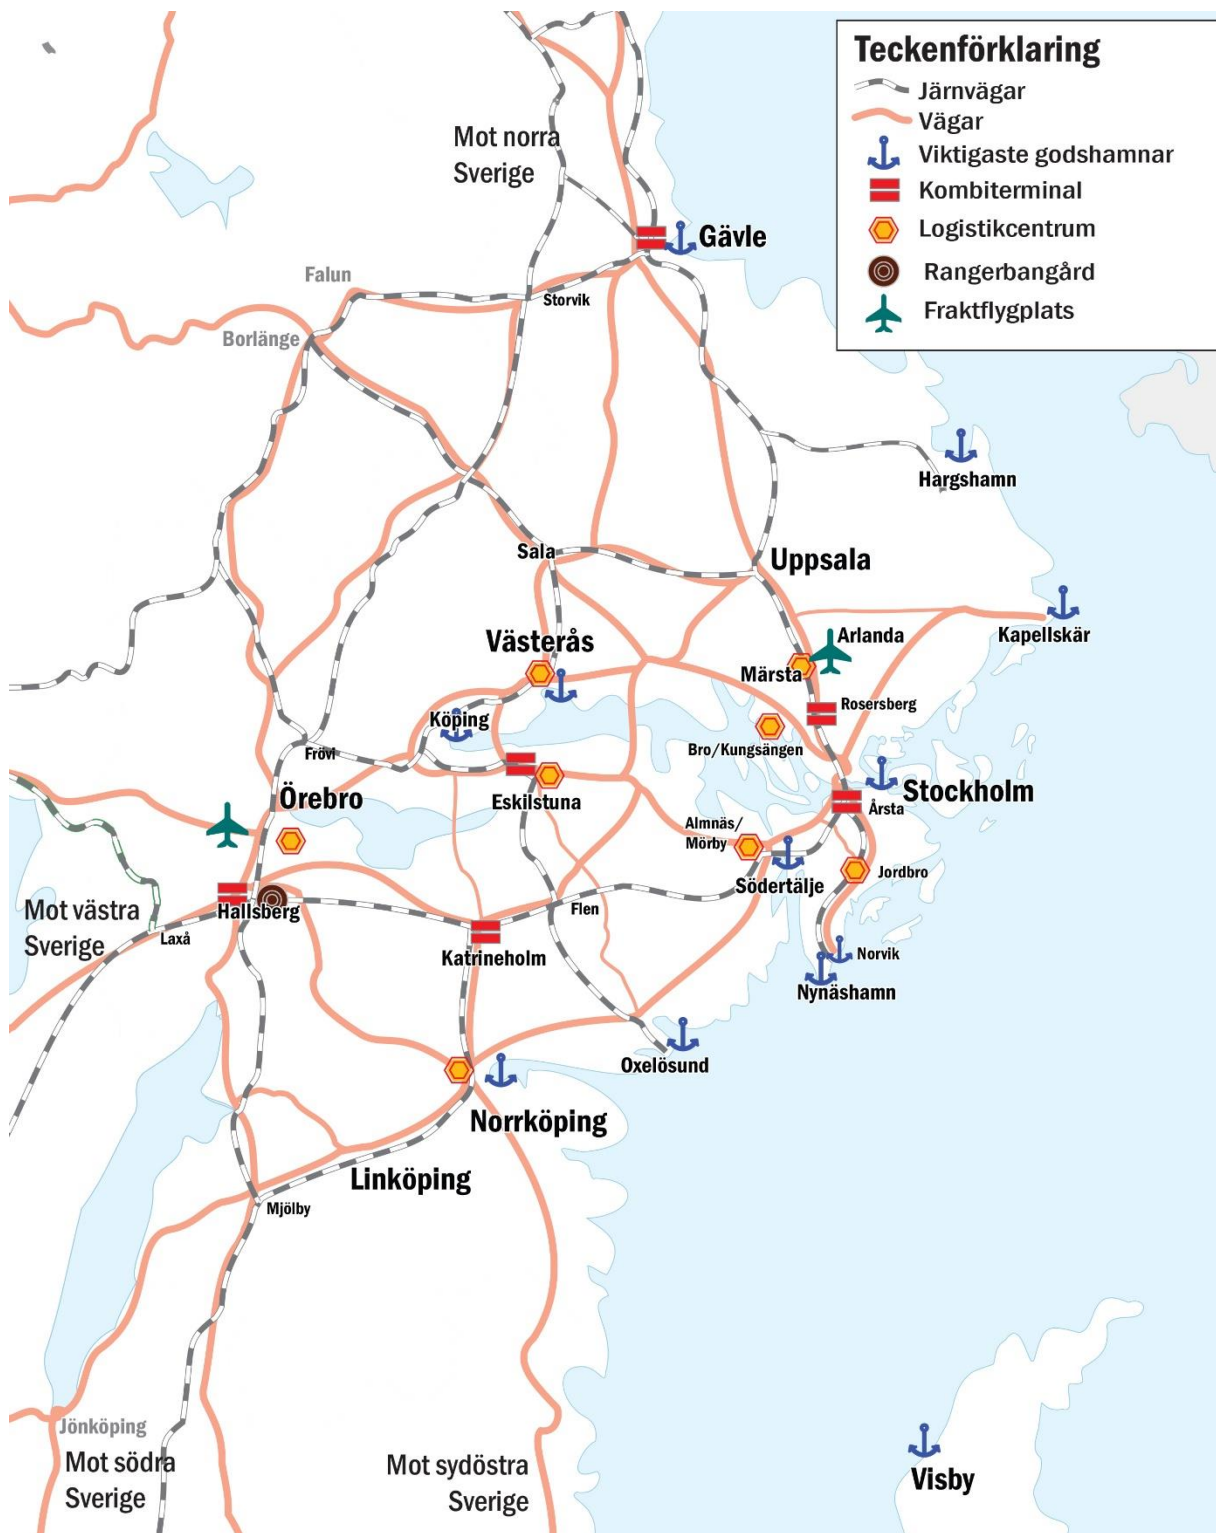 Teckenförklaring
Järnvägar
Vägar
Viktigaste godshamnar
Kombiterminal
Logistikcentrum
Rangerbangård
Fraktflygplats
Mot norra
Sverige
Gävle
Falun
Storvik
Borlänge
Hargshamn
Sala
Uppsala
Kapellskär
Arlanda
Västerås
Märsta
Rosersberg
Köping
Bro/Kungsängen
Frövi
Örebro
Eskilstuna
Stockholm
Årsta
Almnäs/
Mörby
Södertälje
Jordbro
Mot västra
Sverige
Hallsberg
Laxå
Flen
Katrineholm
Norvik
Nynäshamn
Oxelösund
Norrköping
Linköping
Mjölby
Jönköping
Mot södra
Sverige
Mot sydöstra
Sverige
Visby